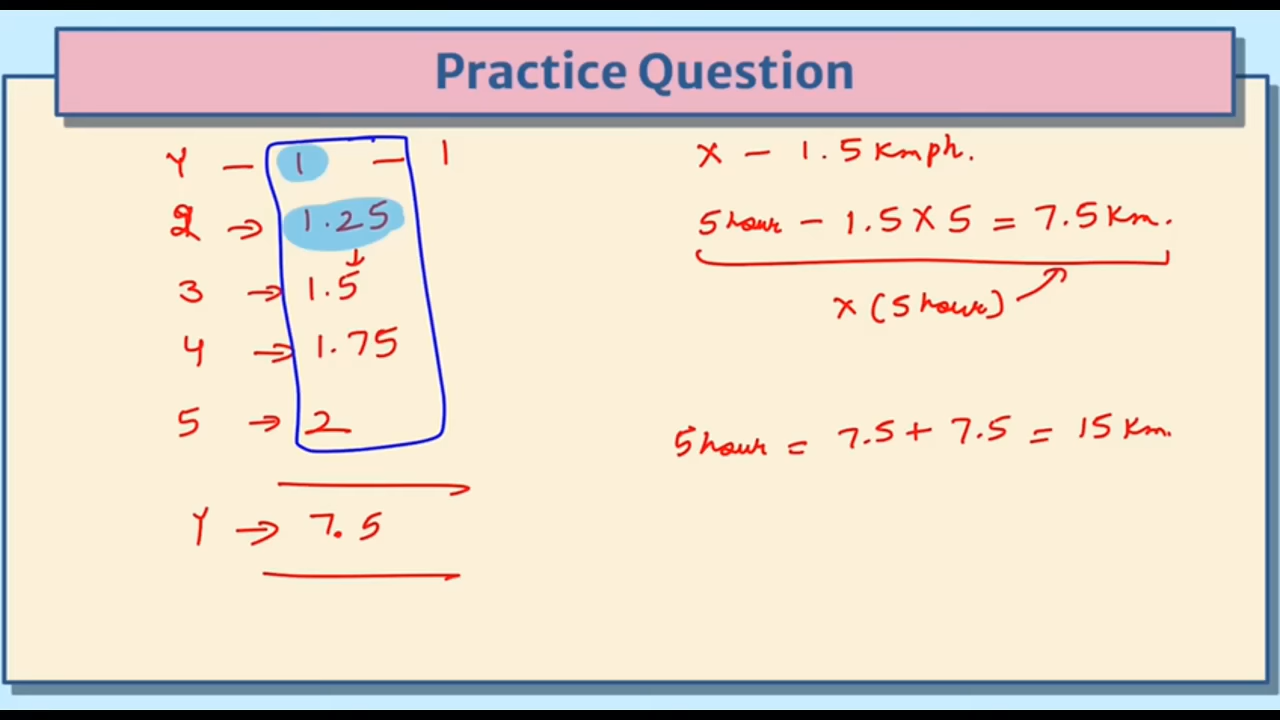 Practice Question
Y - 1 - 1
2 → 1.25
↓
3 → 1.5
4 → 1.75
5 → 2
Y → 7.5
X - 1.5 Kmph.
5 hour - 1.5 X 5 = 7.5 Km.
X (5 hour)
5 hour = 7.5 + 7.5 = 15 Km.